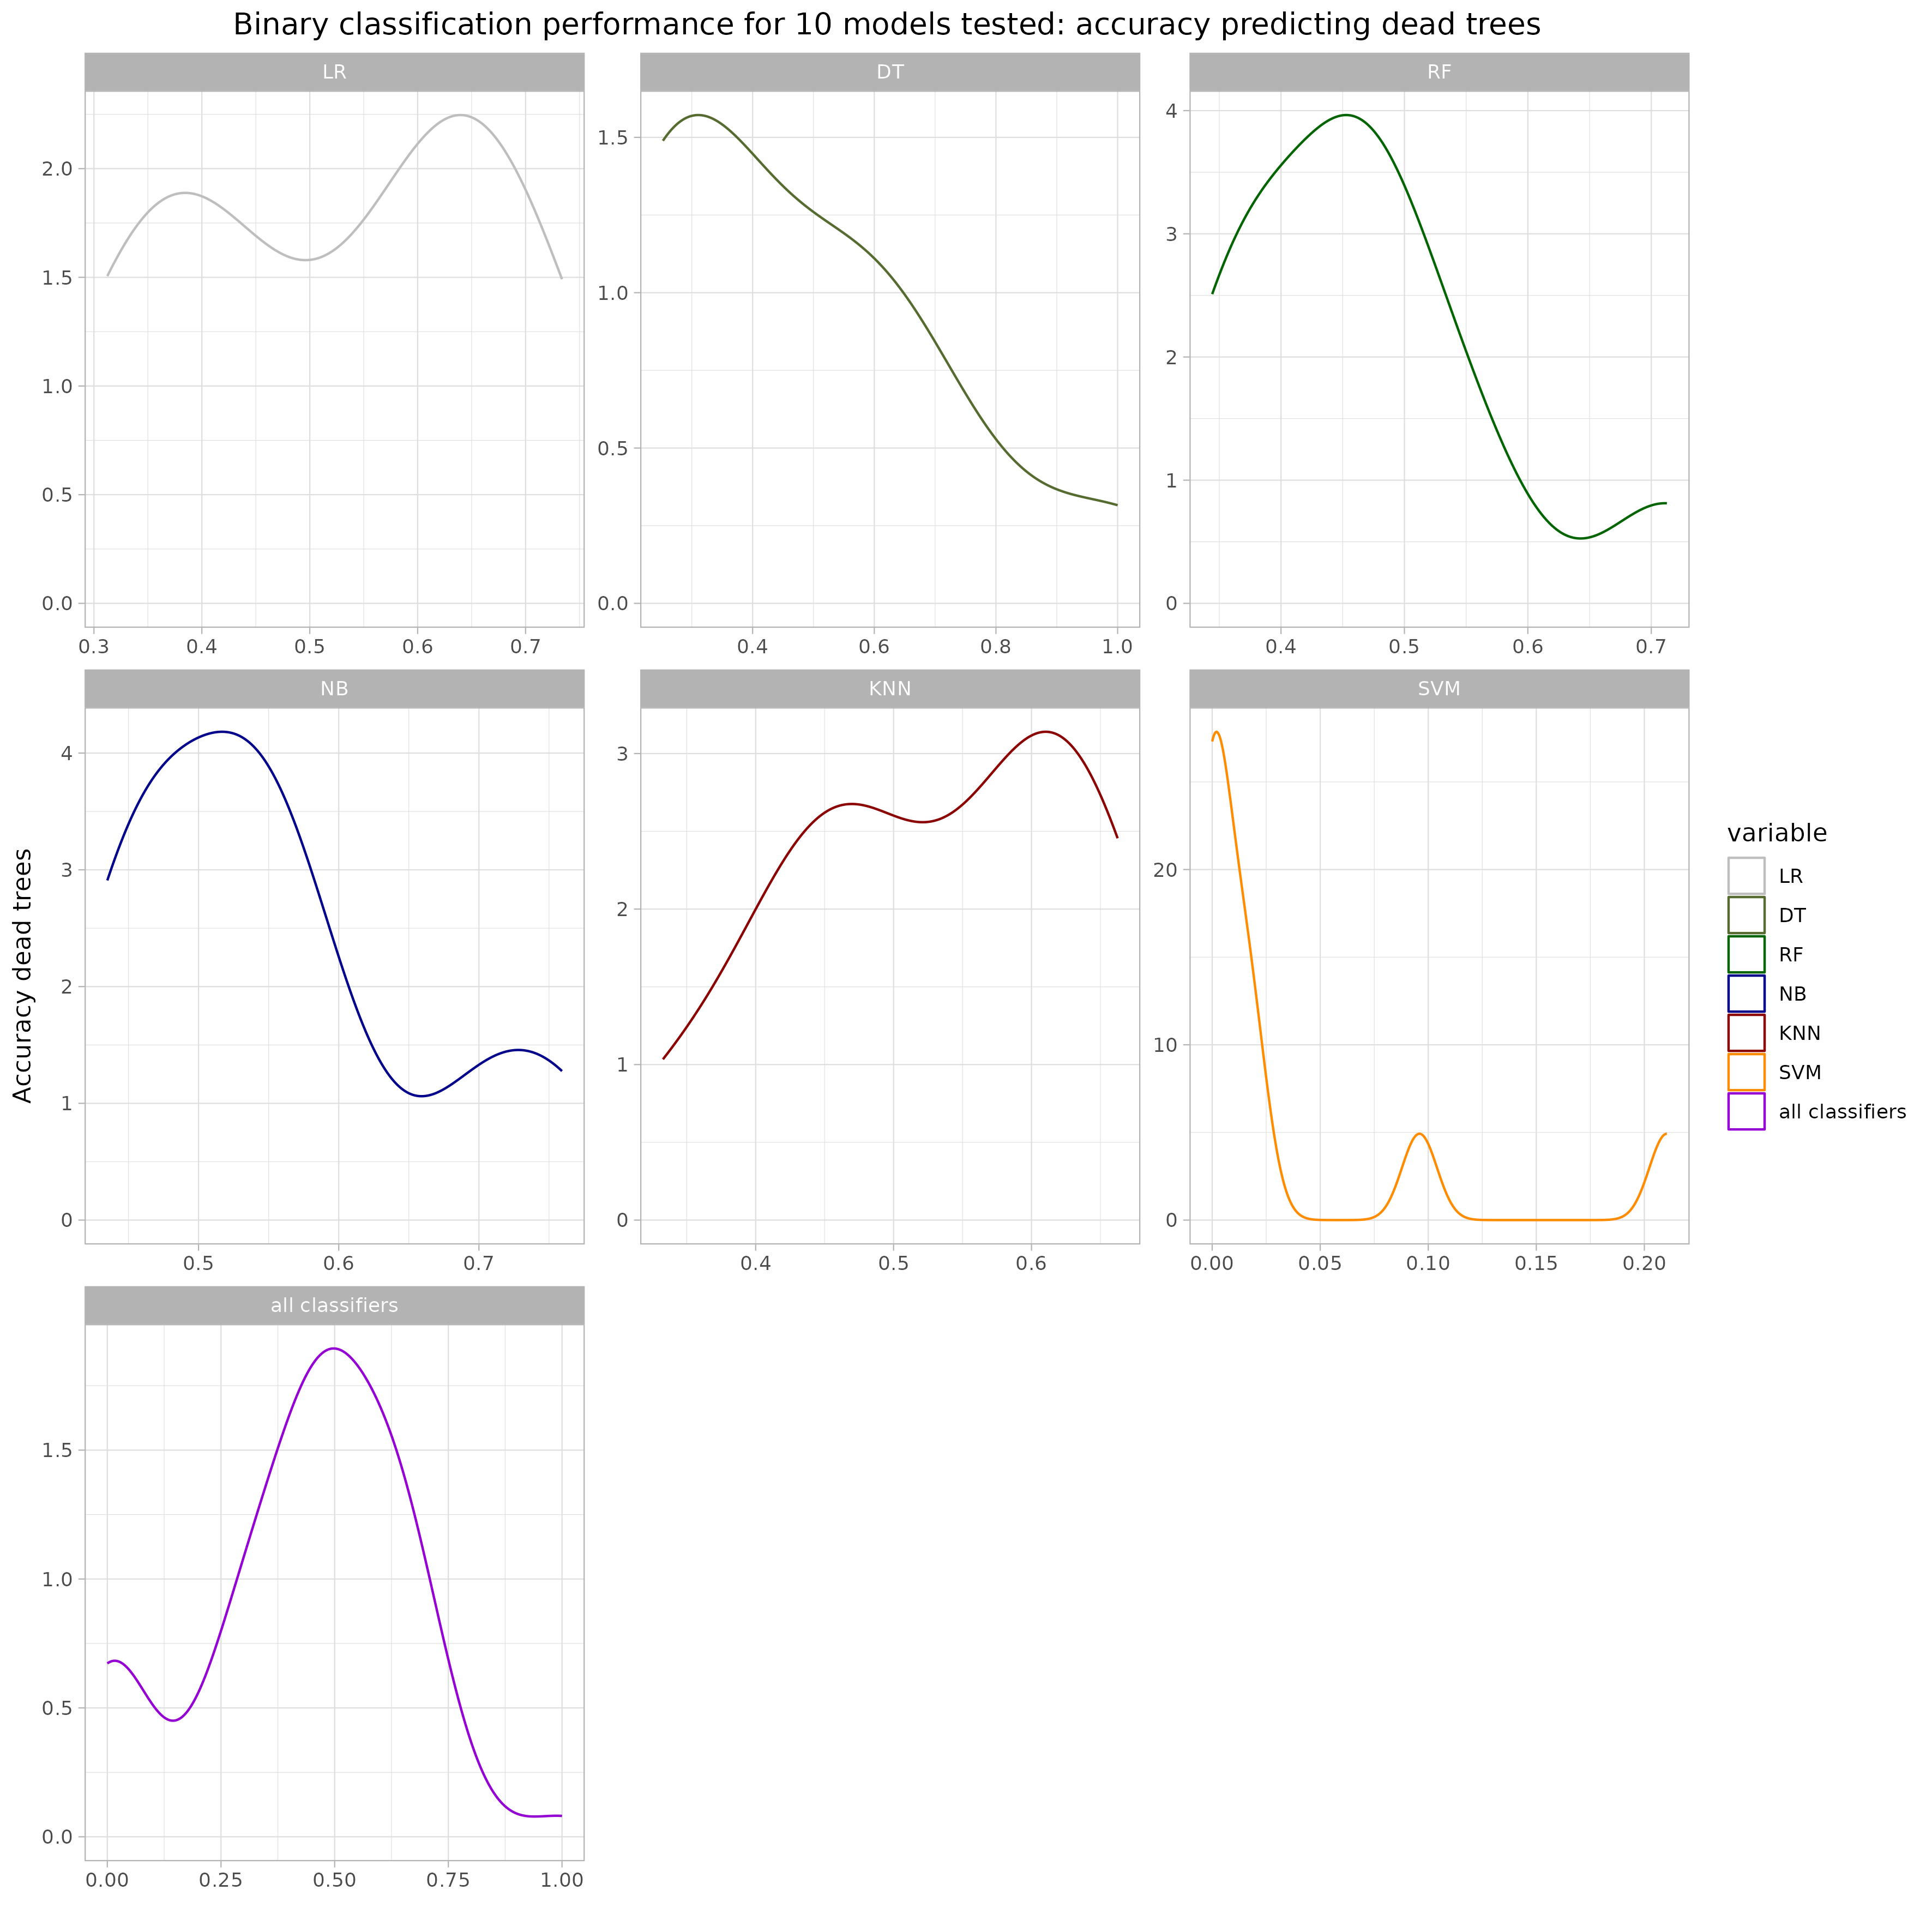 Binary classification performance for 10 models tested: accuracy predicting dead trees
LR
DT
RF
2.0
1.5
1.0
0.5
0.0
0.3 0.4 0.5 0.6 0.7
1.5
1.0
0.5
0.0
0.4 0.6 0.8 1.0
4
3
2
1
0
0.4 0.5 0.6 0.7
NB
KNN
SVM
4
3
2
1
0
0.5 0.6 0.7
3
2
1
0
0.4 0.5 0.6
20
10
0
0.00 0.05 0.10 0.15 0.20
all classifiers
1.5
1.0
0.5
0.0
0.00 0.25 0.50 0.75 1.00
Accuracy dead trees
variable
LR
DT
RF
NB
KNN
SVM
all classifiers